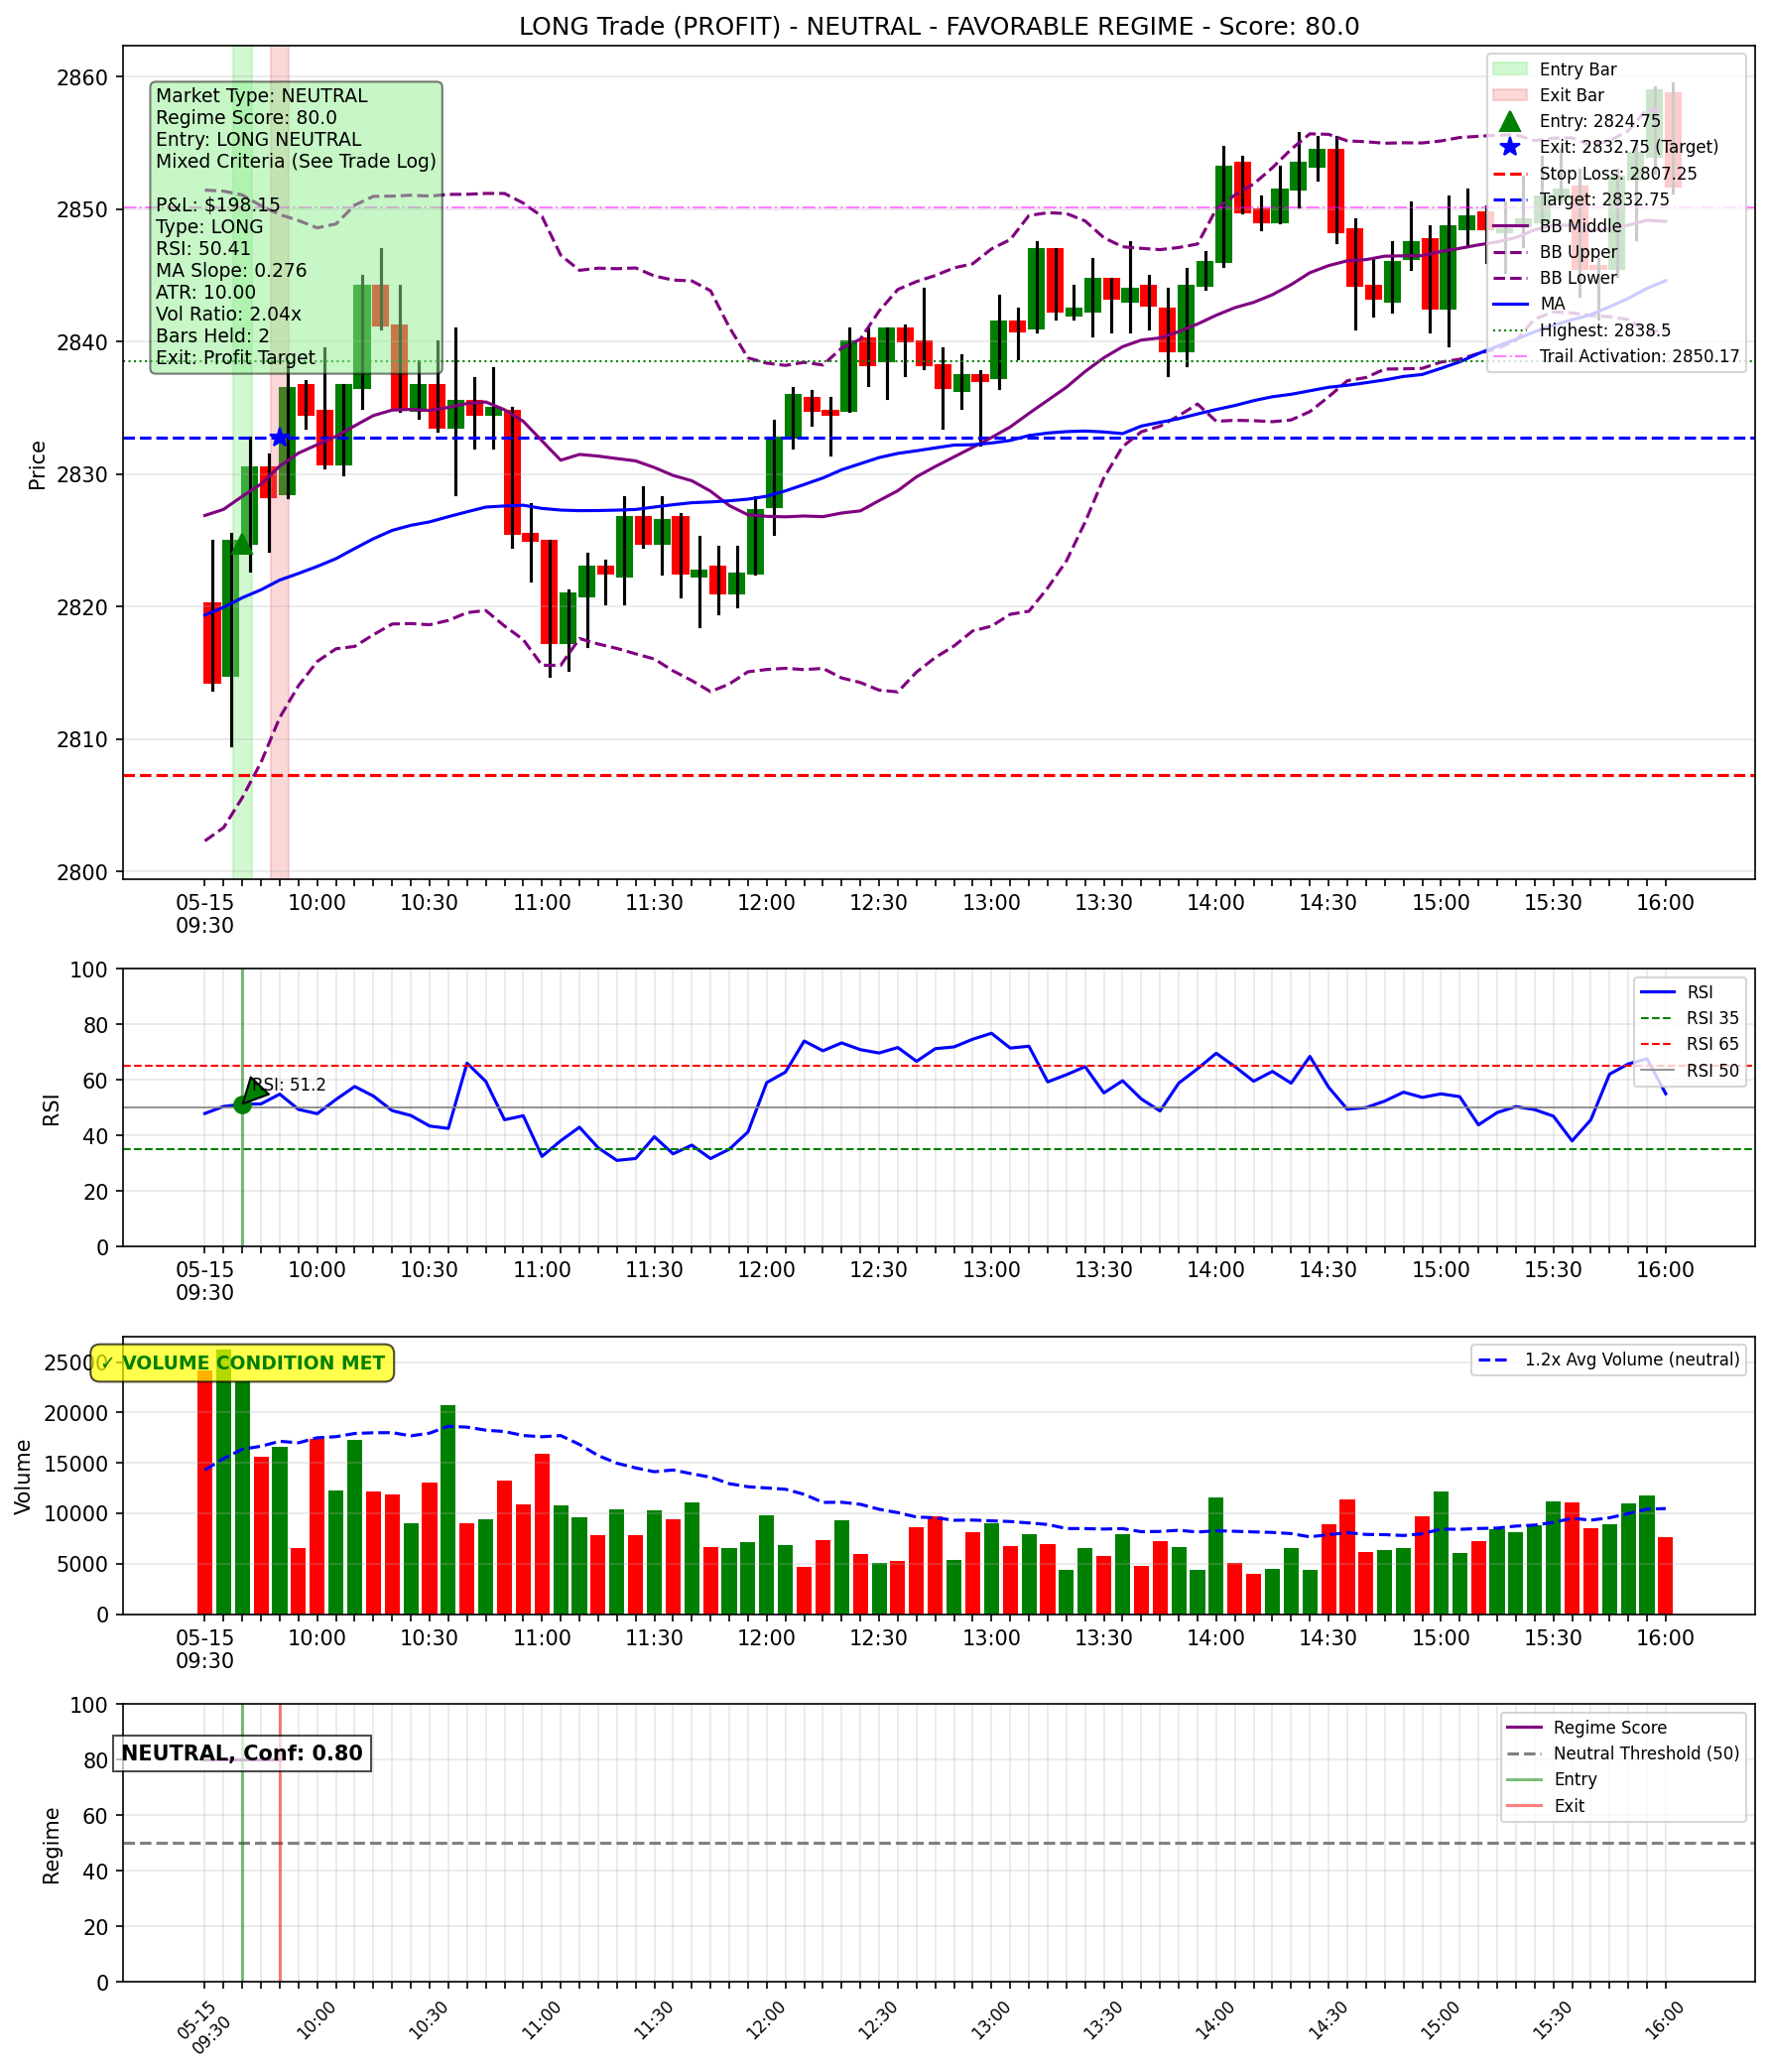 LONG Trade (PROFIT) - NEUTRAL - FAVORABLE REGIME - Score: 80.0
Price
2860
2850
2840
2830
2820
2810
2800
Market Type: NEUTRAL
Regime Score: 80.0
Entry: LONG NEUTRAL
Mixed Criteria (See Trade Log)
P&L: $198.15
Type: LONG
RSI: 50.41
MA Slope: 0.276
ATR: 10.00
Vol Ratio: 2.04x
Bars Held: 2
Exit: Profit Target
Entry Bar
Exit Bar
Entry: 2824.75
Exit: 2832.75 (Target)
Stop Loss: 2807.25
Target: 2832.75
BB Middle
BB Upper
BB Lower
MA
Highest: 2838.5
Trail Activation: 2850.17
05-15 10:00 10:30 11:00 11:30 12:00 12:30 13:00 13:30 14:00 14:30 15:00 15:30 16:00
09:30
RSI
100
80
60
40
20
0
RSI: 51.2
RSI
RSI 35
RSI 65
RSI 50
05-15 10:00 10:30 11:00 11:30 12:00 12:30 13:00 13:30 14:00 14:30 15:00 15:30 16:00
09:30
Volume
25000
20000
15000
10000
5000
0
✓ VOLUME CONDITION MET
1.2x Avg Volume (neutral)
05-15 10:00 10:30 11:00 11:30 12:00 12:30 13:00 13:30 14:00 14:30 15:00 15:30 16:00
09:30
Regime
100
80
60
40
20
0
NEUTRAL, Conf: 0.80
Regime Score
Neutral Threshold (50)
Entry
Exit
05-15 10:00 10:30 11:00 11:30 12:00 12:30 13:00 13:30 14:00 14:30 15:00 15:30 16:00
09:30